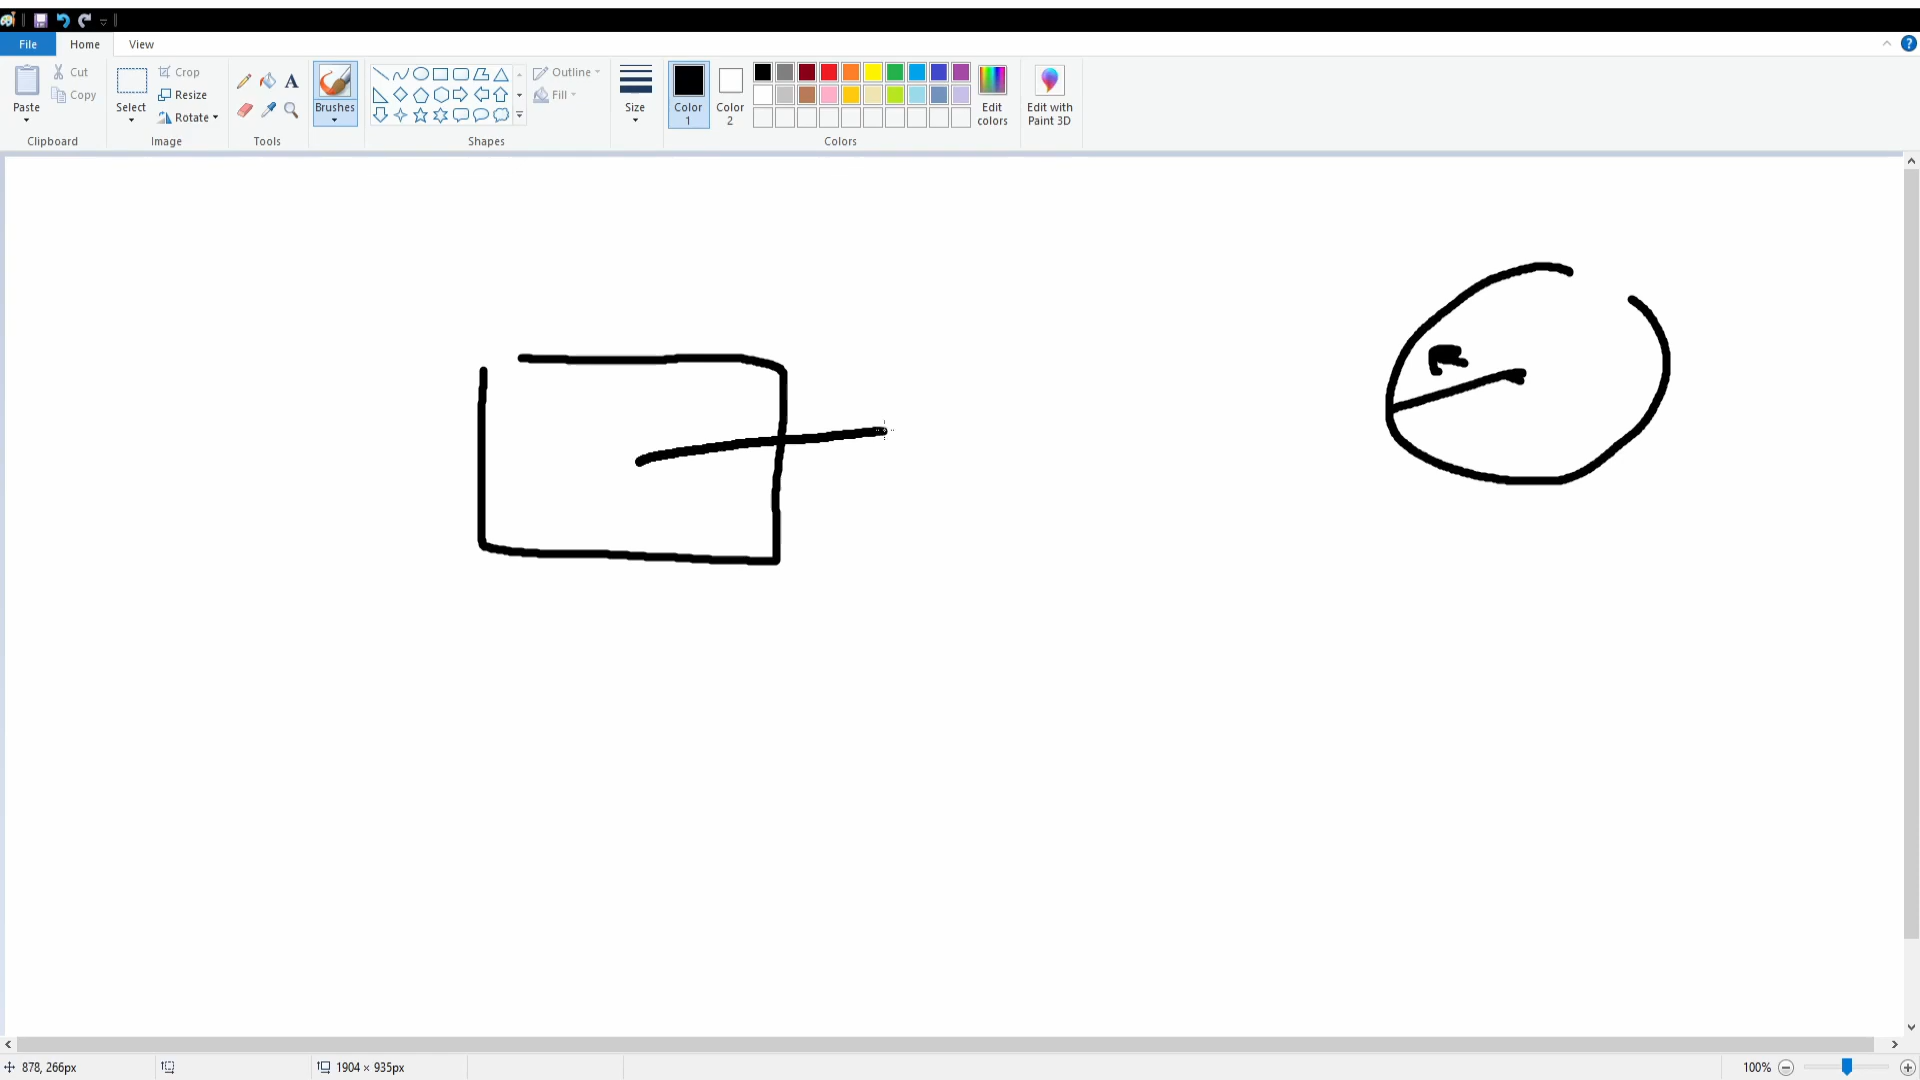 File Home View
Paste Cut Copy Clipboard
Select Crop Resize Rotate Image
A Tools
Brushes
Outline Fill Shapes
Size
Color 1 Color 2 Edit colors Colors
Edit with Paint 3D
878, 266px 1904 × 935px 100%